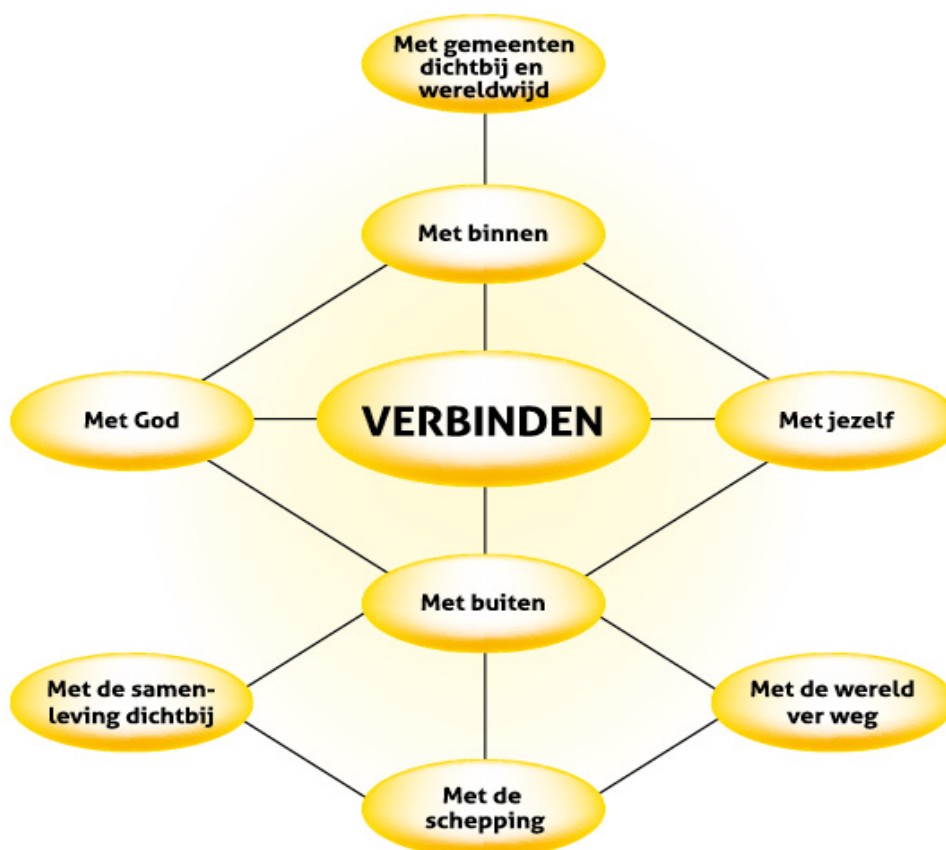 Met gemeenten
dichtbij en
wereldwijd
Met binnen
Met God
VERBINDEN
Met jezelf
Met buiten
Met de samen-
leving dichtbij
Met de wereld
ver weg
Met de
schepping